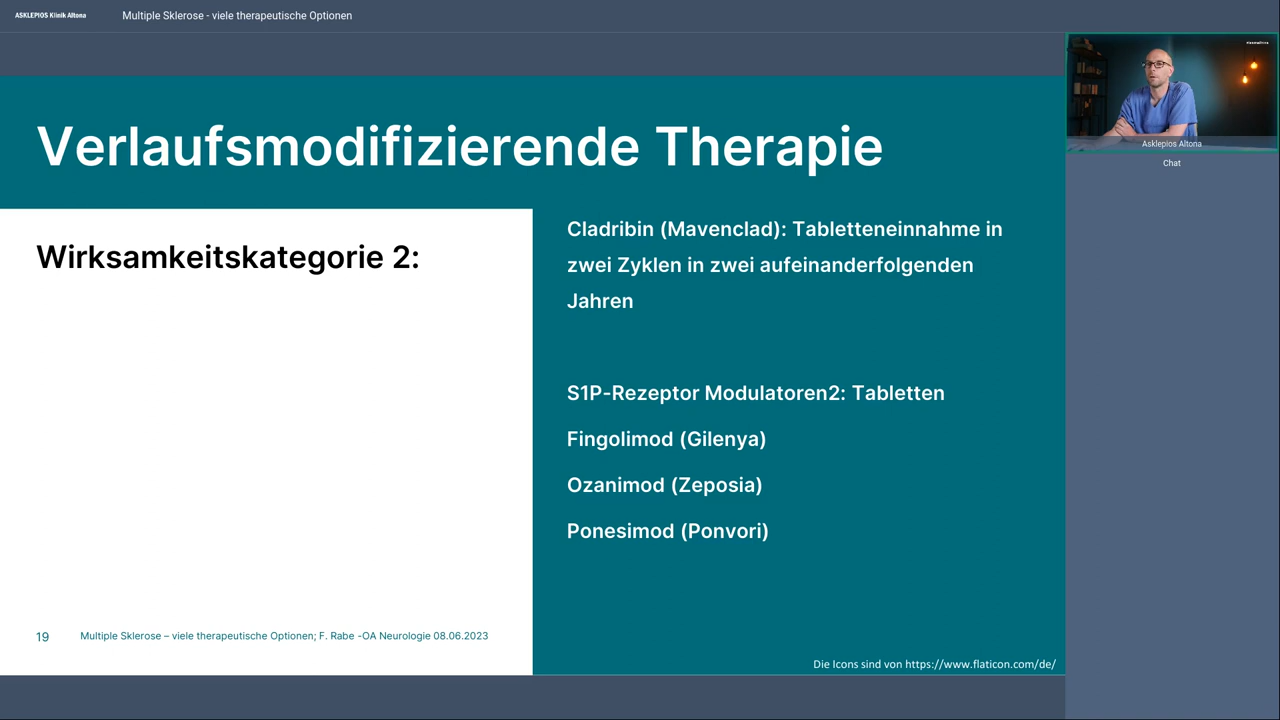 ASKLEPIOS Klinik Altona
Multiple Sklerose - viele therapeutische Optionen
Verlaufsmodifizierende Therapie
Wirksamkeitskategorie 2:
Cladribin (Mavenclad): Tabletteneinnahme in
zwei Zyklen in zwei aufeinanderfolgenden
Jahren
S1P-Rezeptor Modulatoren2: Tabletten
Fingolimod (Gilenya)
Ozanimod (Zeposia)
Ponesimod (Ponvori)
19
Multiple Sklerose – viele therapeutische Optionen; F. Rabe -OA Neurologie 08.06.2023
Die Icons sind von https://www.flaticon.com/de/
Asklepios Altona
Chat